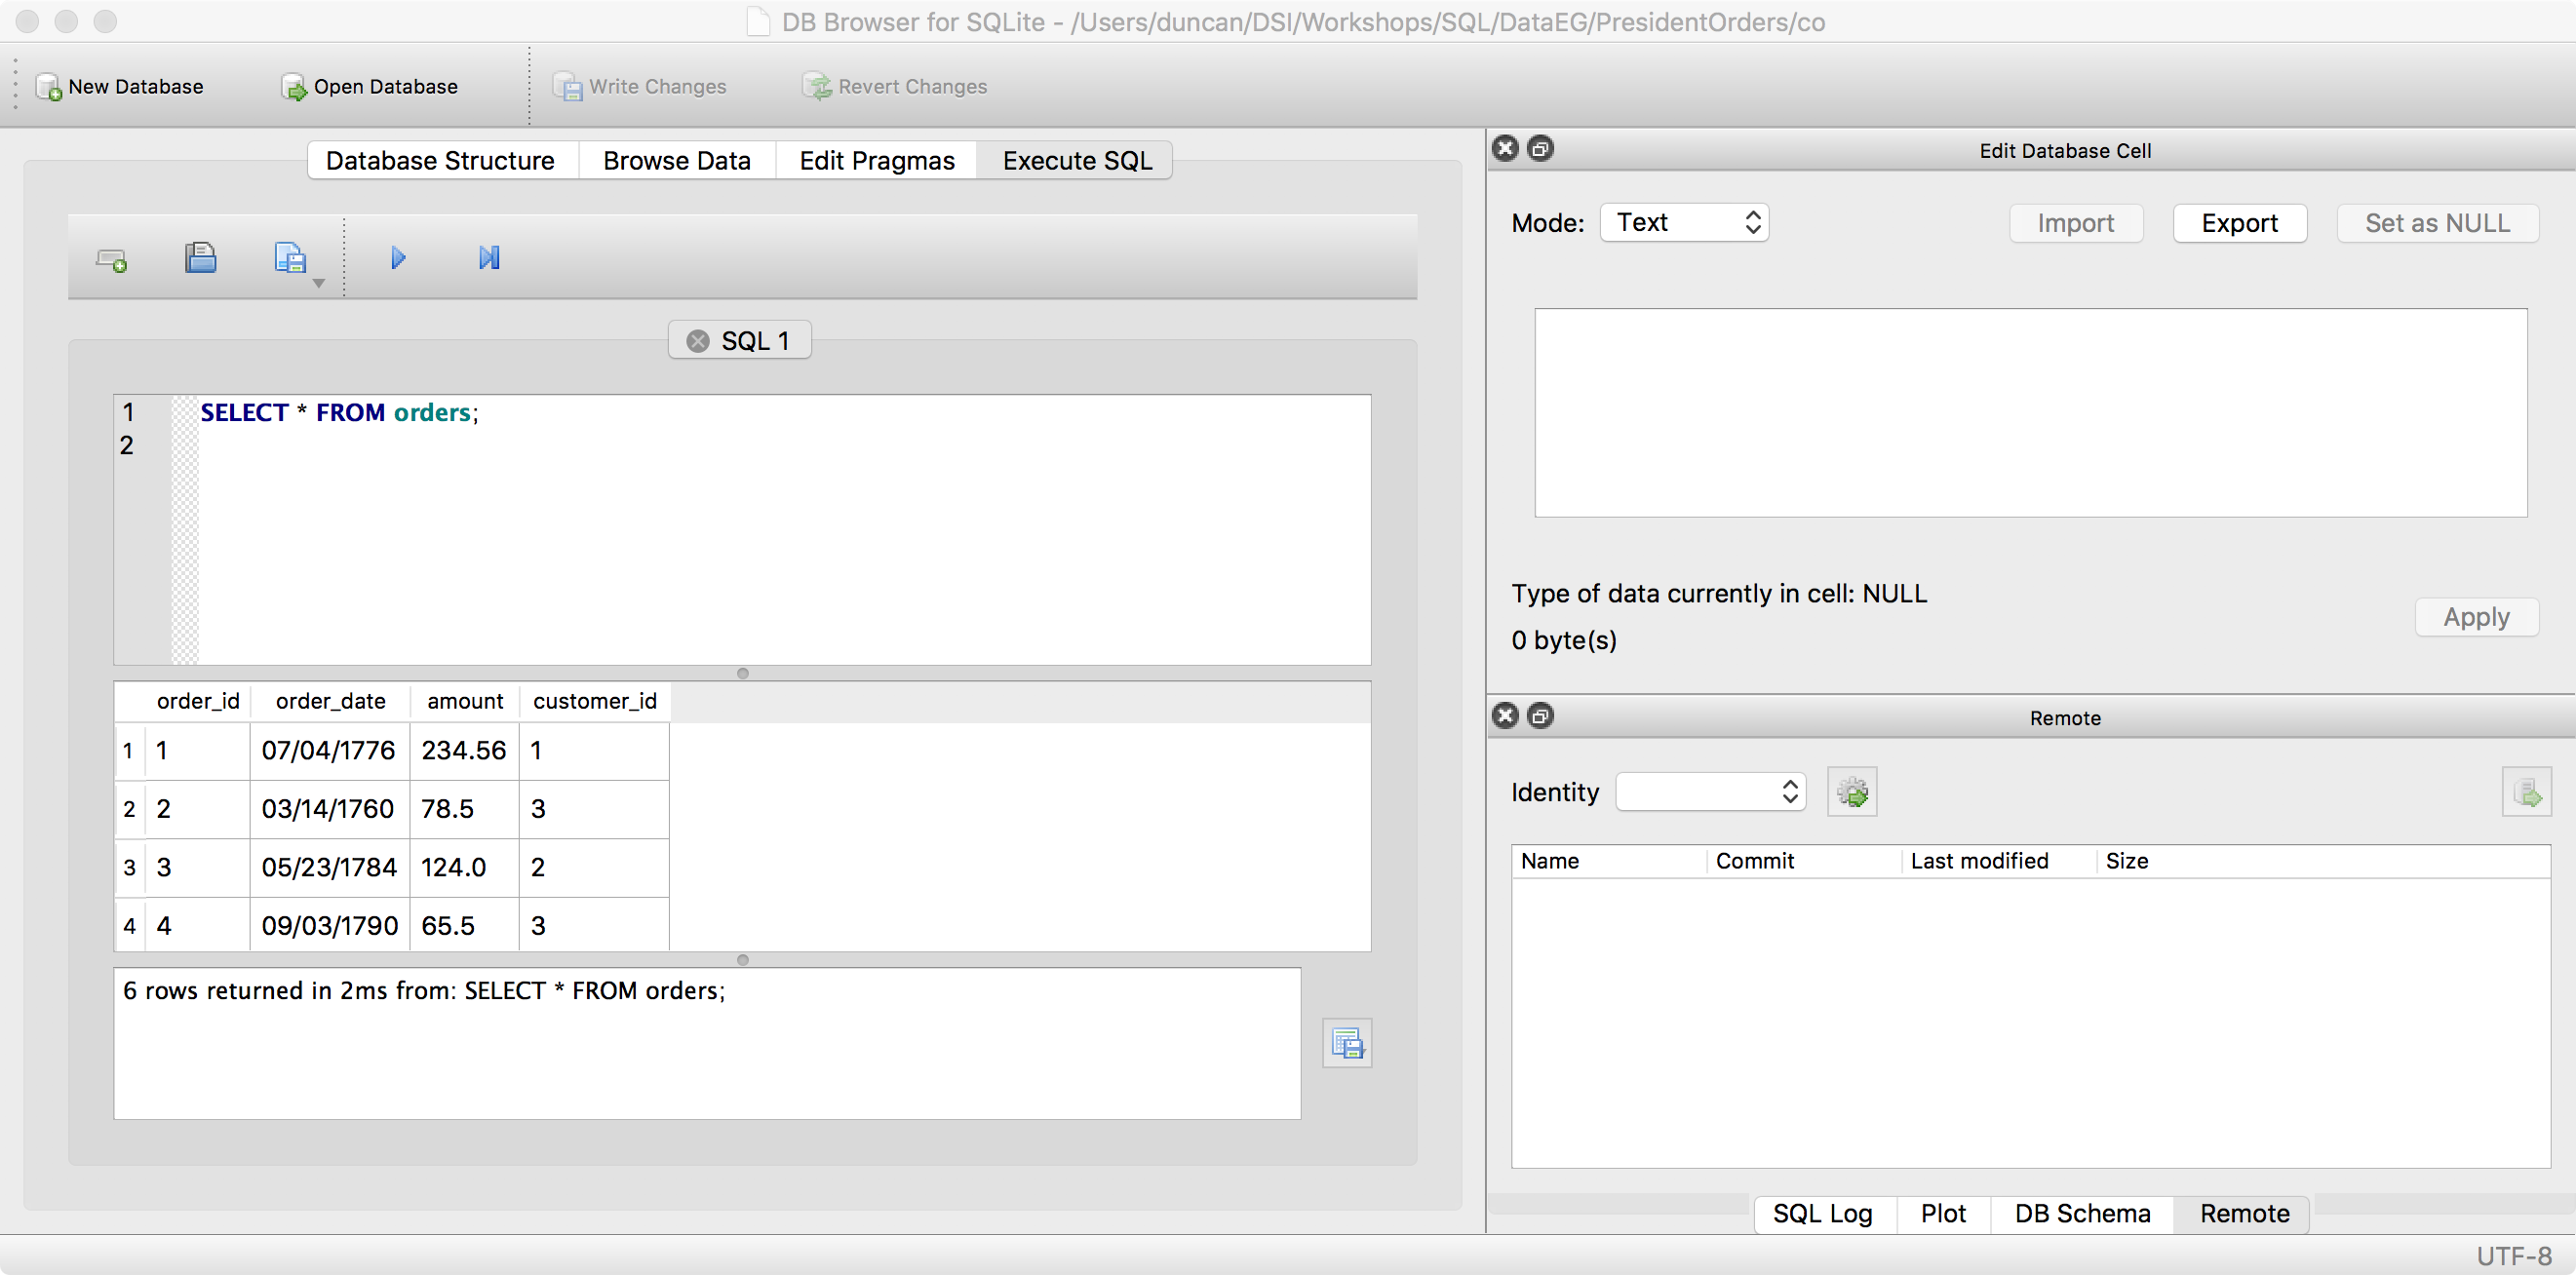 DB Browser for SQLite - /Users/duncan/DSI/Workshops/SQL/DataEG/PresidentOrders/co
New Database Open Database Write Changes Revert Changes
Database Structure Browse Data Edit Pragmas Execute SQL
SQL 1
1 SELECT * FROM orders;
2
order_id order_date amount customer_id
1 1 07/04/1776 234.56 1
2 2 03/14/1760 78.5 3
3 3 05/23/1784 124.0 2
4 4 09/03/1790 65.5 3
6 rows returned in 2ms from: SELECT * FROM orders;
Edit Database Cell
Mode: Text Import Export Set as NULL
Type of data currently in cell: NULL
0 byte(s)
Apply
Remote
Identity
Name Commit Last modified Size
SQL Log Plot DB Schema Remote
UTF-8